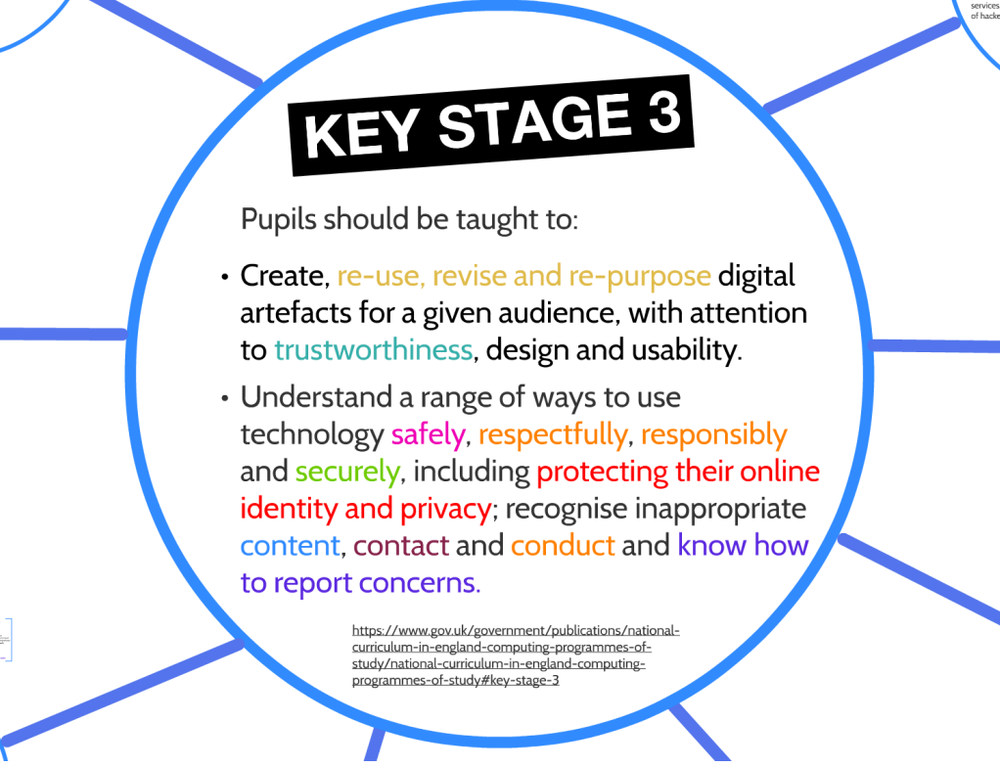 services
of hacke
KEY STAGE 3
Pupils should be taught to:
• Create, re-use, revise and re-purpose digital
artefacts for a given audience, with attention
to trustworthiness, design and usability.
• Understand a range of ways to use
technology safely, respectfully, responsibly
and securely, including protecting their online
identity and privacy; recognise inappropriate
content, contact and conduct and know how
to report concerns.
https://www.gov.uk/government/publications/national-
curriculum-in-england-computing-programmes-of-
study/national-curriculum-in-england-computing-
programmes-of-study#key-stage-3